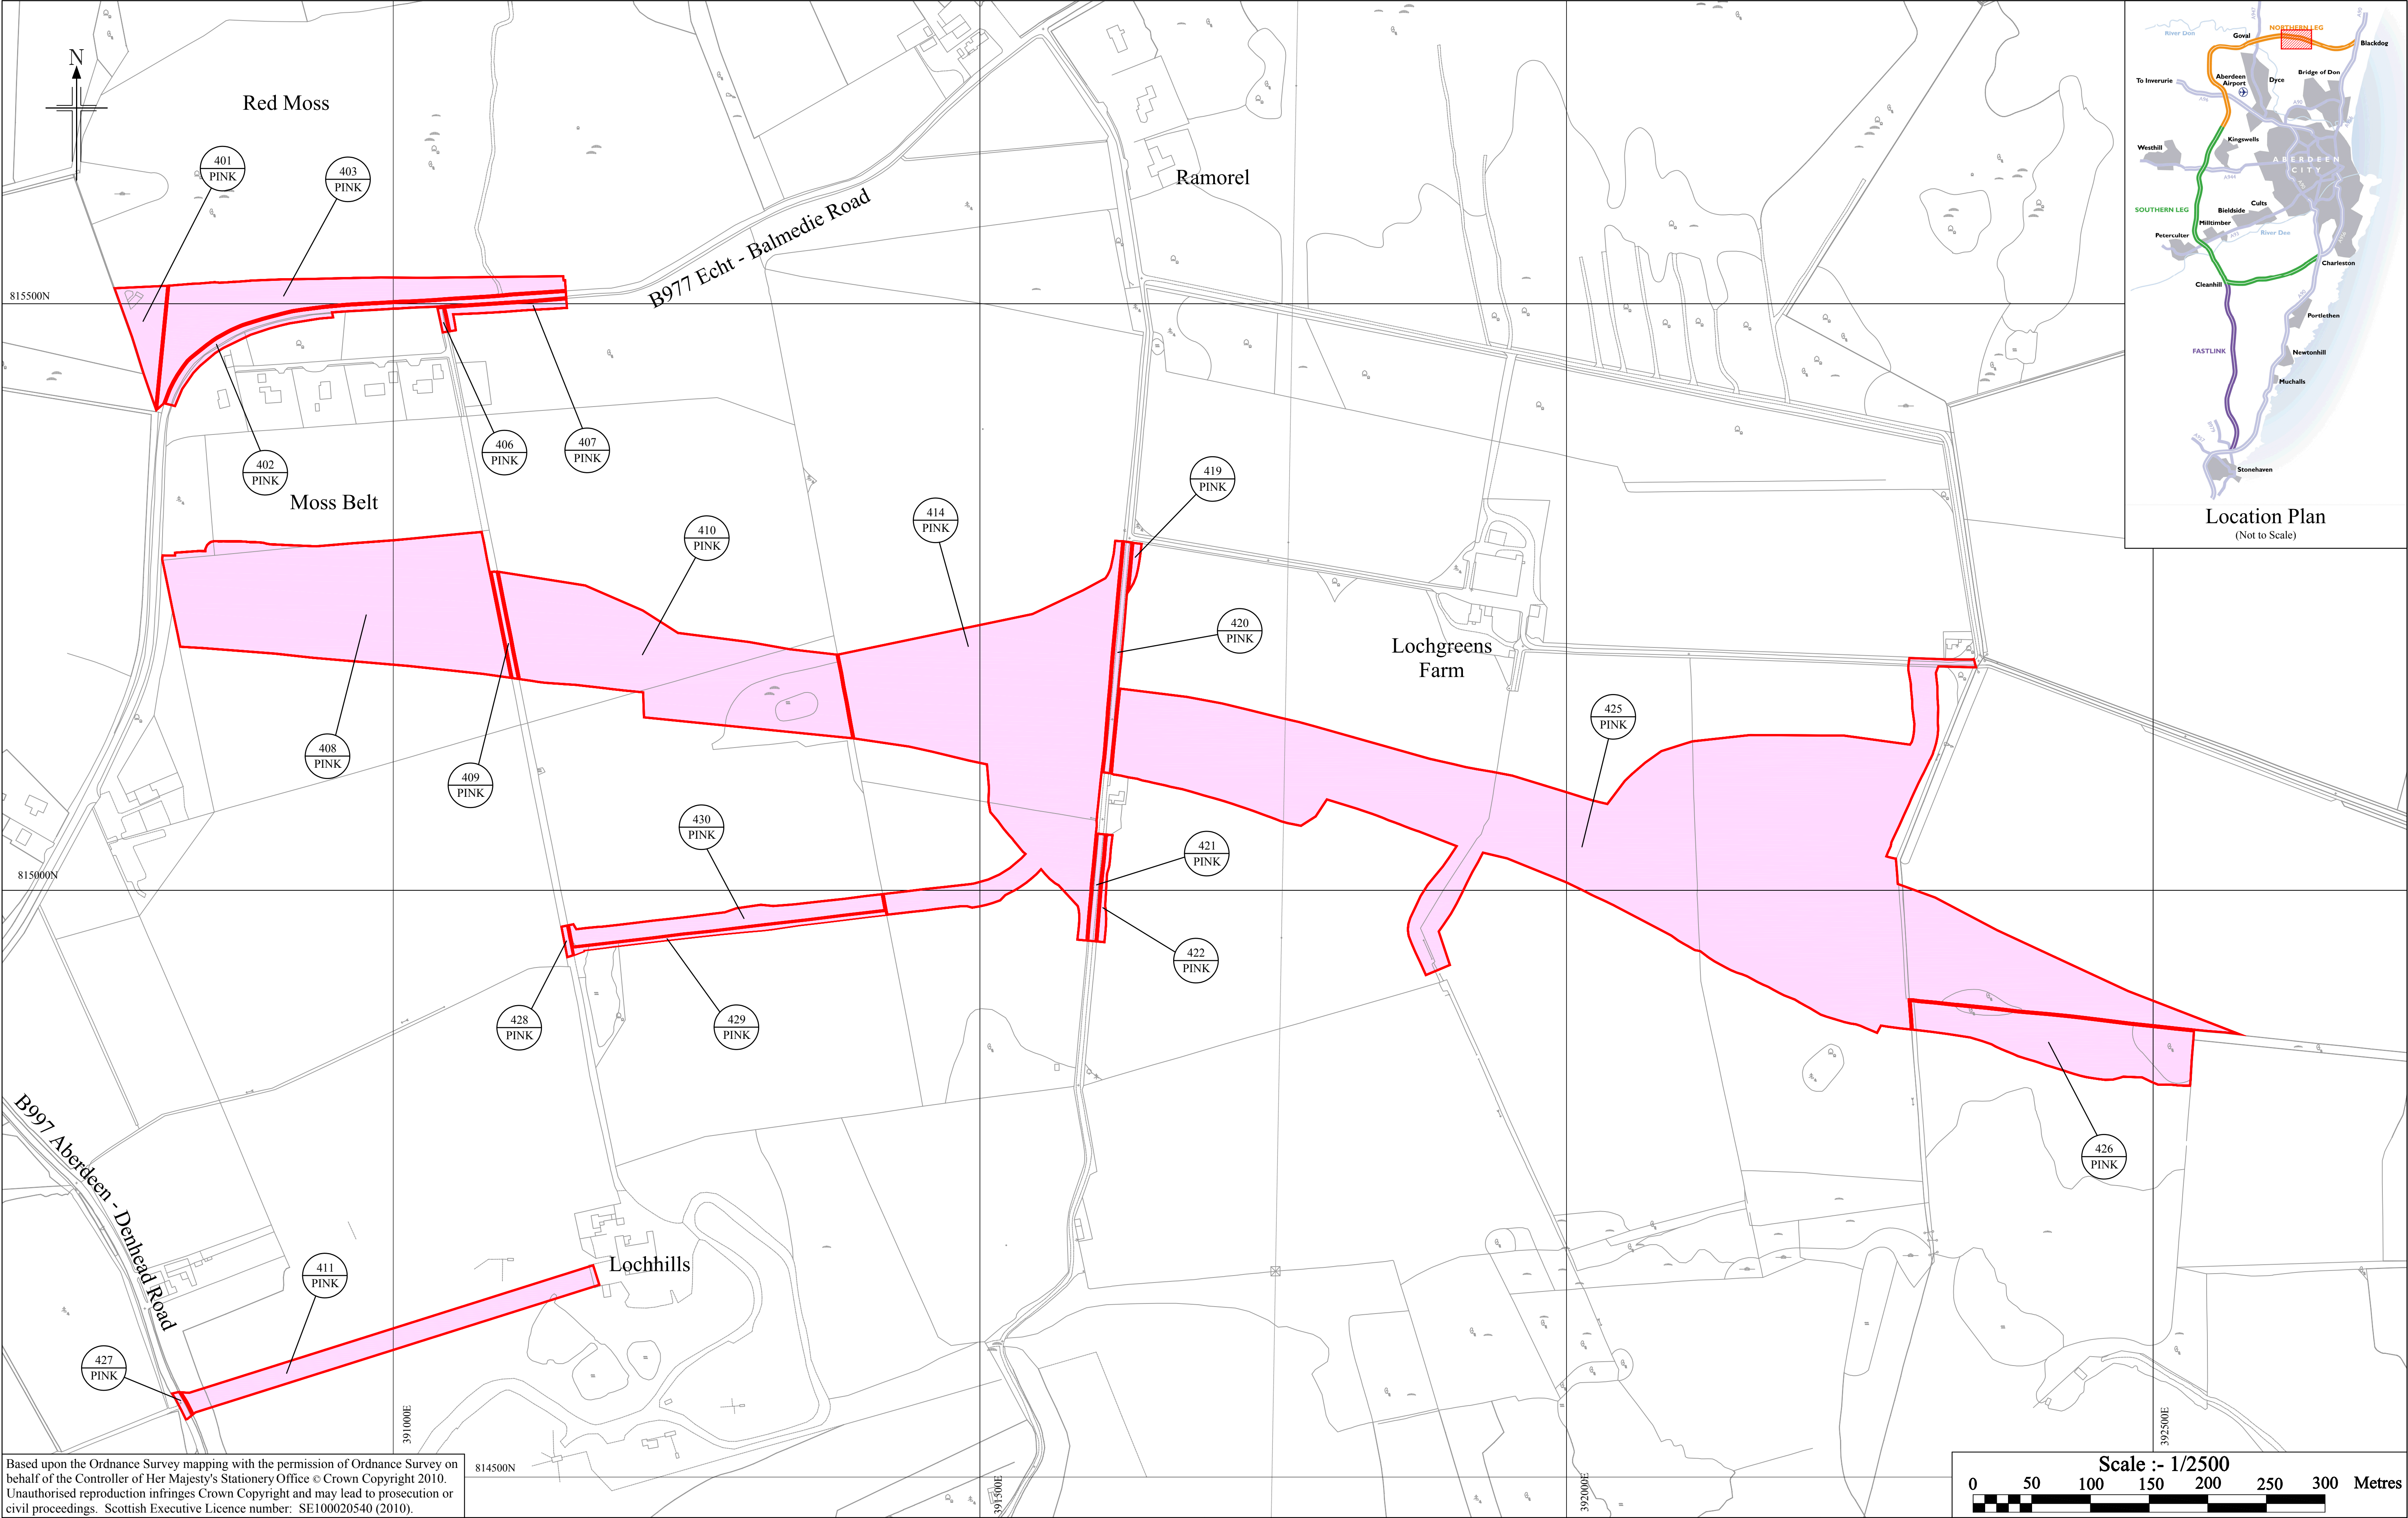 N
Red Moss
401
PINK
403
PINK
B977 Echt - Balmedie Road
Ramorel
815500N
402
PINK
406
PINK
407
PINK
Moss Belt
410
PINK
414
PINK
419
PINK
420
PINK
Lochgreens
Farm
408
PINK
409
PINK
425
PINK
430
PINK
421
PINK
815000N
422
PINK
428
PINK
429
PINK
426
PINK
B997 Aberdeen - Denhead Road
411
PINK
Lochhills
427
PINK
391000E
391500E
392000E
392500E
814500N
River Don
A947
NORTHERN LEG
A90
Goval
Blackdog
To Inverurie
Aberdeen
Airport
Dyce
Bridge of Don
A96
A90
Kingswells
Westhill
ABERDEEN
CITY
A944
SOUTHERN LEG
Cults
Bieldside
Milltimber
Peterculter
A93
River Dee
Charleston
Cleanhill
A90
Portlethen
FASTLINK
Newtonhill
Muchalls
A957
Stonehaven
Location Plan
(Not to Scale)
Based upon the Ordnance Survey mapping with the permission of Ordnance Survey on
behalf of the Controller of Her Majesty's Stationery Office © Crown Copyright 2010.
Unauthorised reproduction infringes Crown Copyright and may lead to prosecution or
civil proceedings. Scottish Executive Licence number: SE100020540 (2010).
Scale :- 1/2500
0 50 100 150 200 250 300 Metres